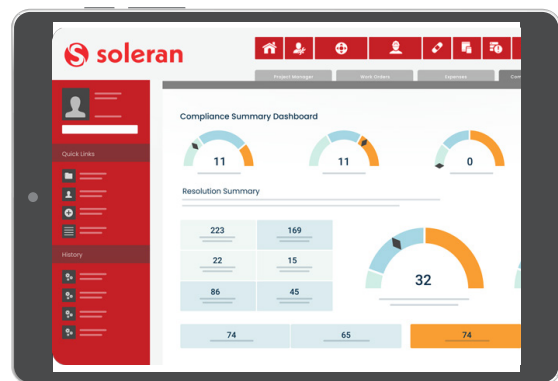 soleran
Project Manager
Work Orders
Expenses
Com
Compliance Summary Dashboard
11
11
0
Quick Links
Resolution Summary
223
169
22
15
86
45
32
History
74
65
74